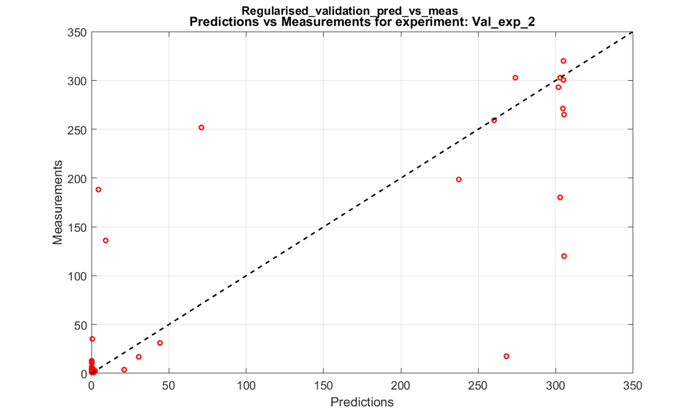 Regularised_validation_pred_vs_meas
Predictions vs Measurements for experiment: Val_exp_2
350
300
250
200
150
100
50
0
Measurements
0 50 100 150 200 250 300 350
Predictions